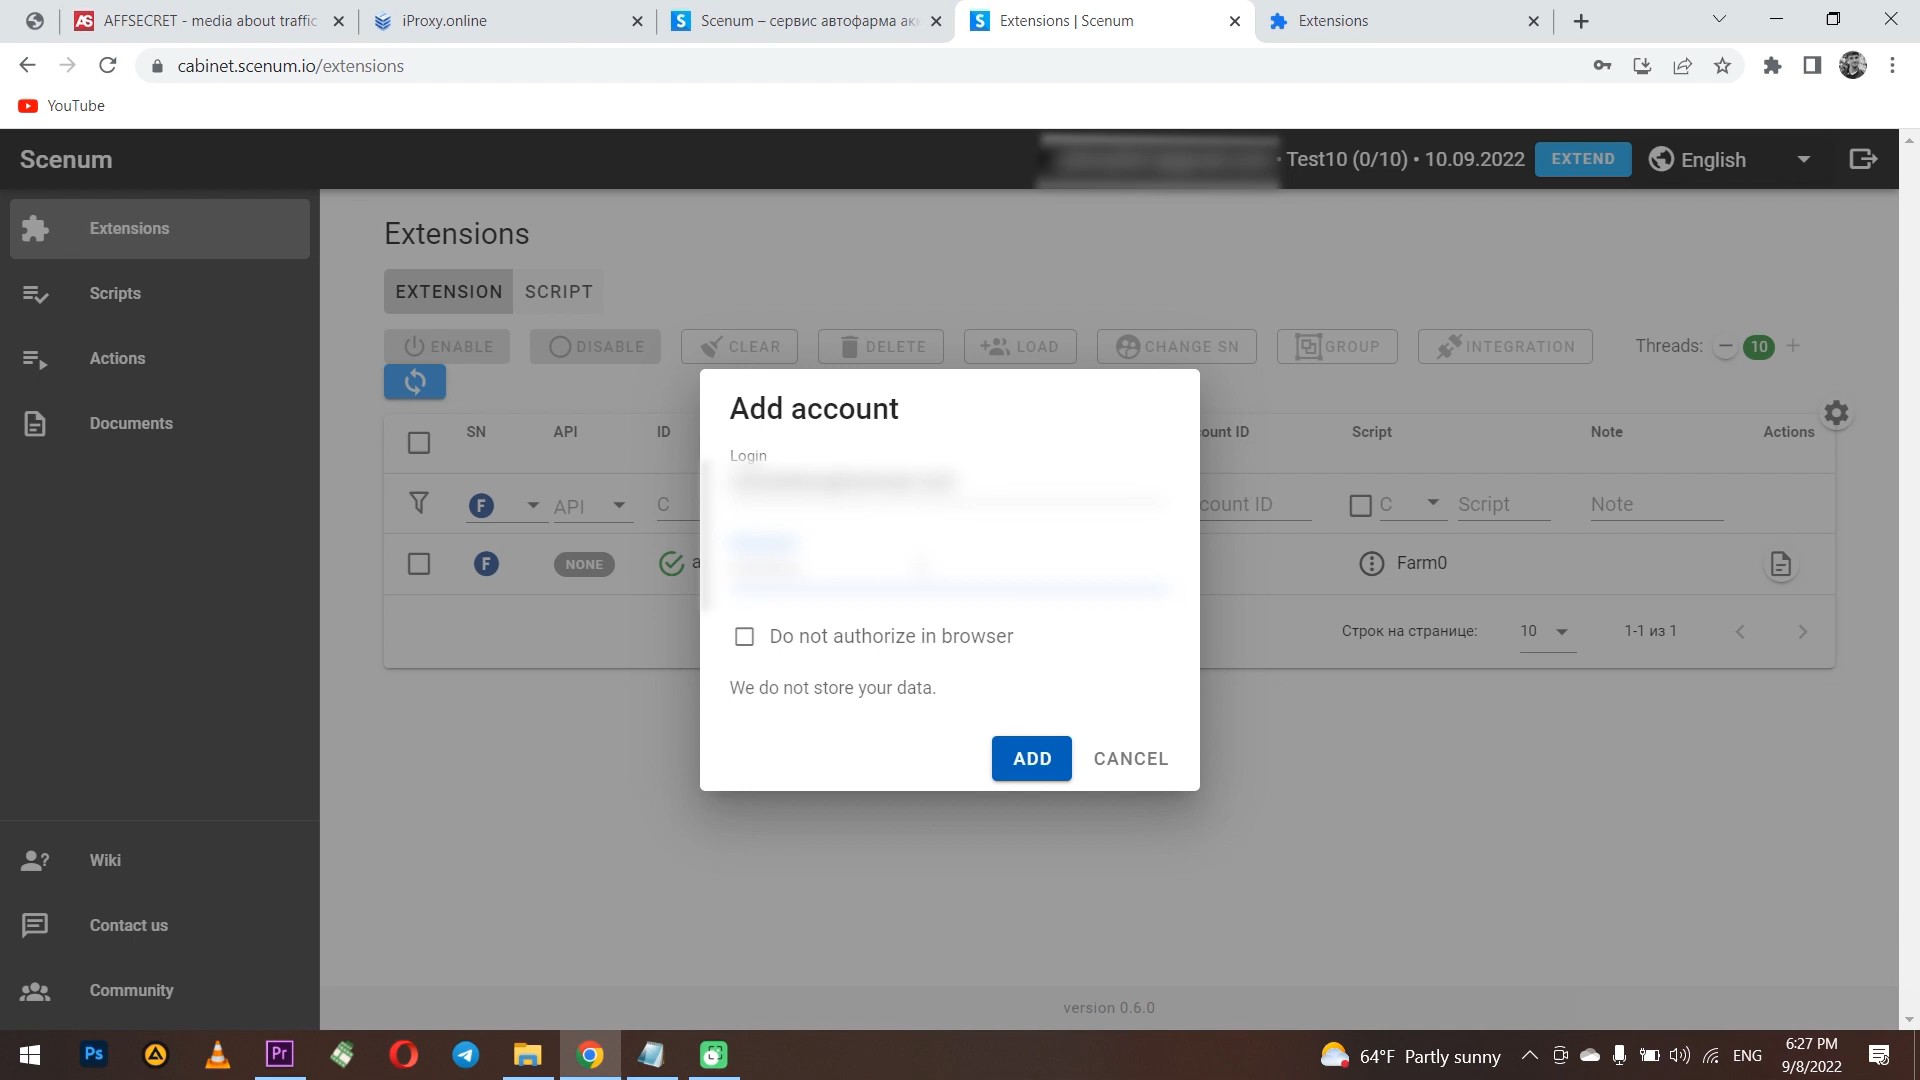 AFFSECRET - media about traffic
iProxy.online
Scenum – сервис автофарма акк
Extensions | Scenum
Extensions
cabinet.scenum.io/extensions
YouTube
Scenum
• Test10 (0/10) • 10.09.2022
EXTEND
English
Extensions
Scripts
Actions
Documents
Wiki
Contact us
Community
Extensions
EXTENSION SCRIPT
ENABLE DISABLE CLEAR DELETE LOAD CHANGE SN GROUP INTEGRATION Threads: 10
SN API ID ount ID Script Note Actions
F API C count ID C Script Note
F NONE a Farm0
Строк на странице: 10 1-1 из 1
Add account
Login
Do not authorize in browser
We do not store your data.
ADD CANCEL
version 0.6.0
Ps
Pr
64°F Partly sunny
ENG
6:27 PM
9/8/2022